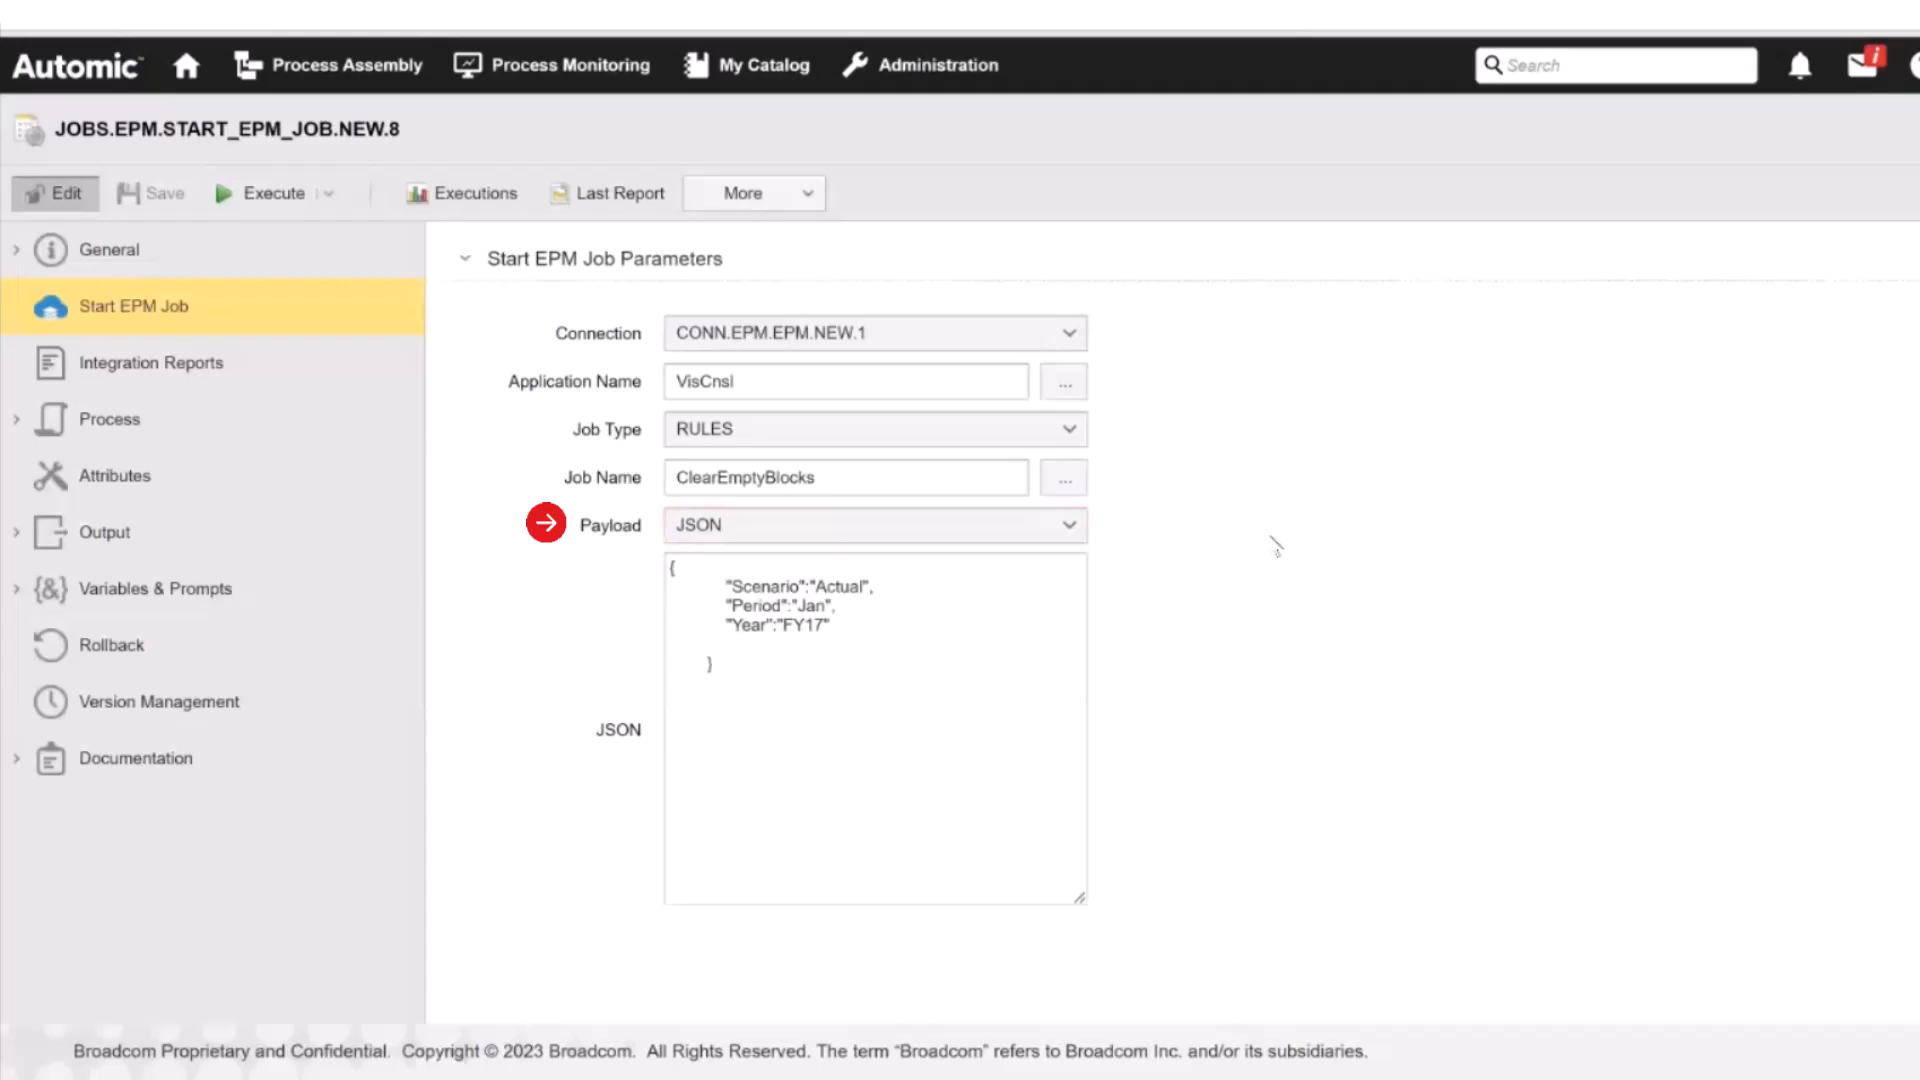 Automic
Process Assembly
Process Monitoring
My Catalog
Administration
Search
JOBS.EPM.START_EPM_JOB.NEW.8
Edit
Save
Execute
Executions
Last Report
More
General
Start EPM Job
Integration Reports
Process
Attributes
Output
Variables & Prompts
Rollback
Version Management
Documentation
Start EPM Job Parameters
Connection CONN.EPM.EPM.NEW.1
Application Name VisCnsl ...
Job Type RULES
Job Name ClearEmptyBlocks ...
Payload JSON
{
"Scenario":"Actual",
"Period":"Jan",
"Year":"FY17"
}
JSON
Broadcom Proprietary and Confidential. Copyright © 2023 Broadcom. All Rights Reserved. The term “Broadcom” refers to Broadcom Inc. and/or its subsidiaries.